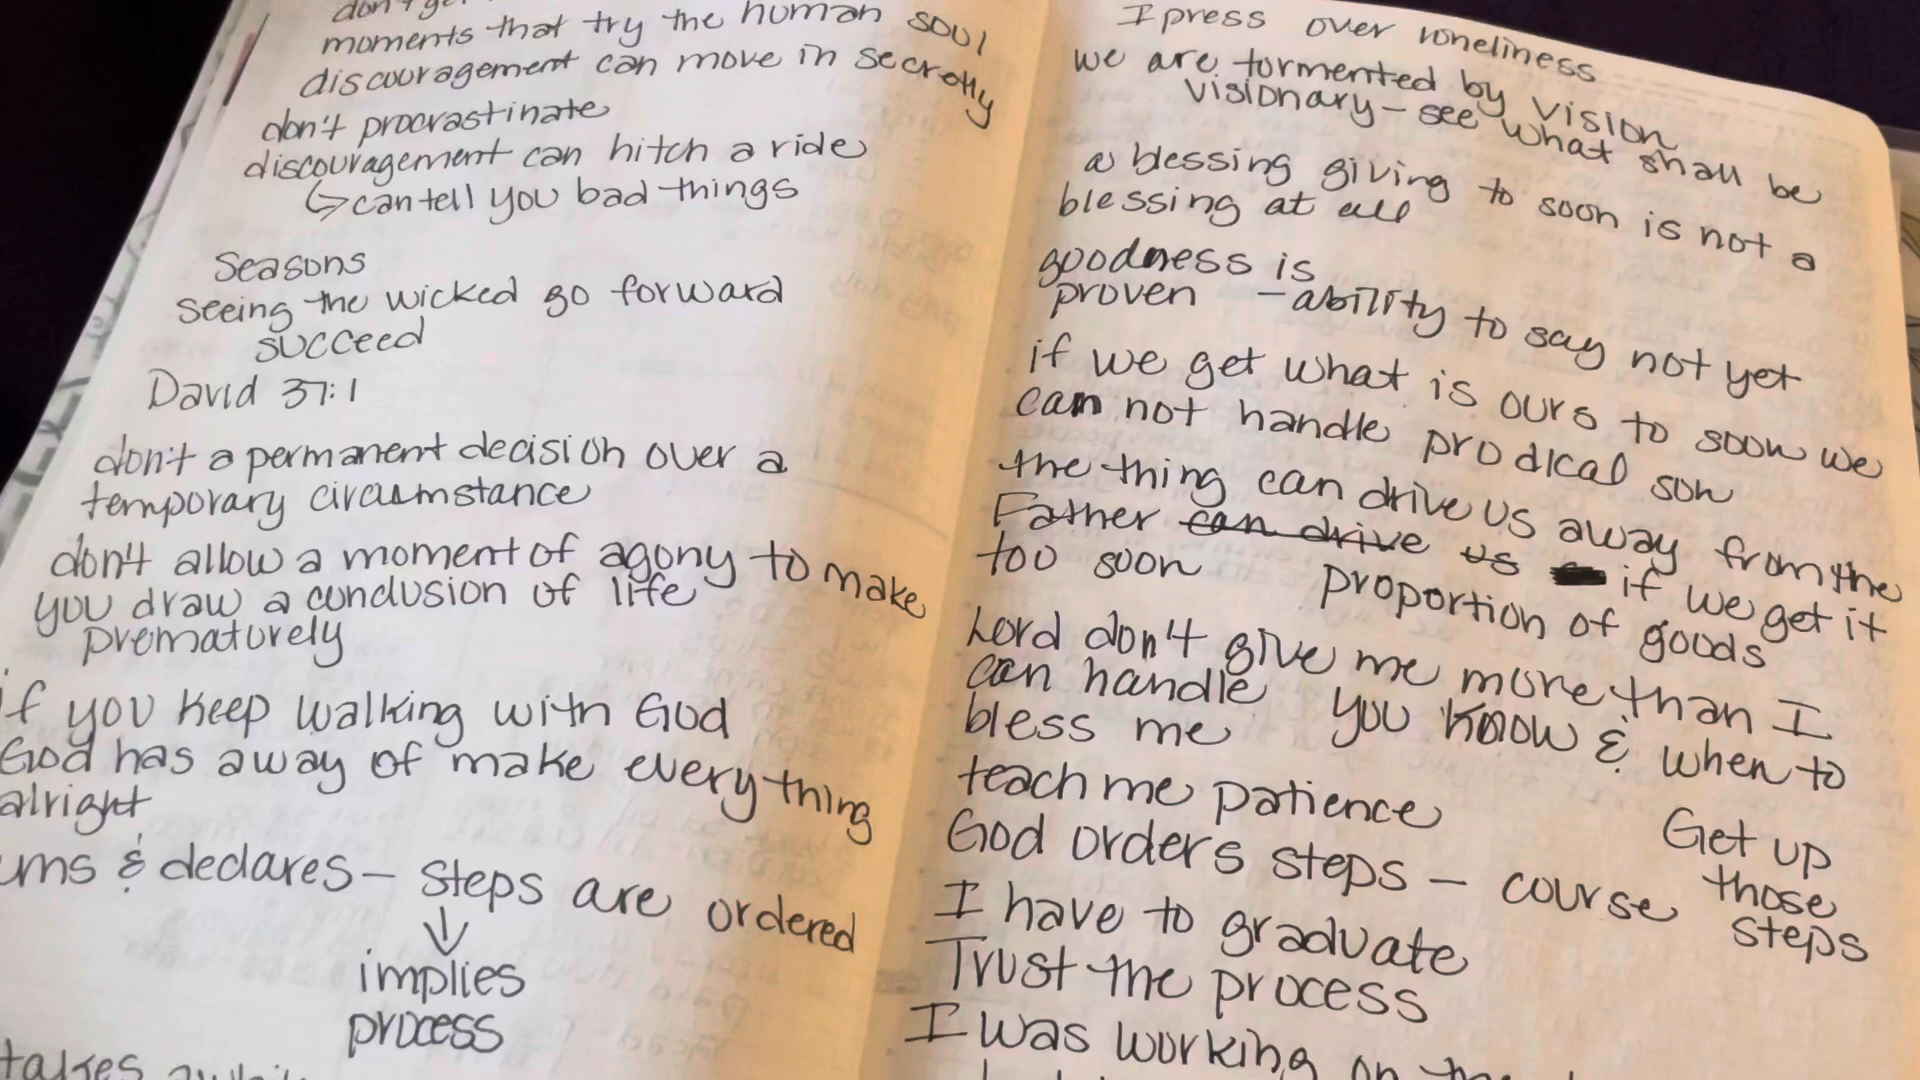 don't ge
moments that try the human soul
discouragement can move in secretly
don't procrastinate
discouragement can hitch a ride
↳ can tell you bad things
Seasons
seeing the wicked go forward
succeed
David 37:1
don't a permanent decision over a
temporary circumstance
don't allow a moment of agony to make
you draw a conclusion of life
prematurely
if you keep walking with God
God has away of make everything
alright
ums & declares – steps are ordered
↓
implies
process
takes
I press over loneliness
we are tormented by vision
visionary – see what shall be
a blessing giving to soon is not a
blessing at all
goodness is
proven – ability to say not yet
if we get what is ours to soon we
can not handle prodical son
the thing can drive us away from the
Father can drive us if we get it
too soon proportion of goods
Lord don't give me more than I
can handle you know & when to
bless me
teach me patience
God orders steps – course
Get up
those
steps
I have to graduate
Trust the process
I was working on the